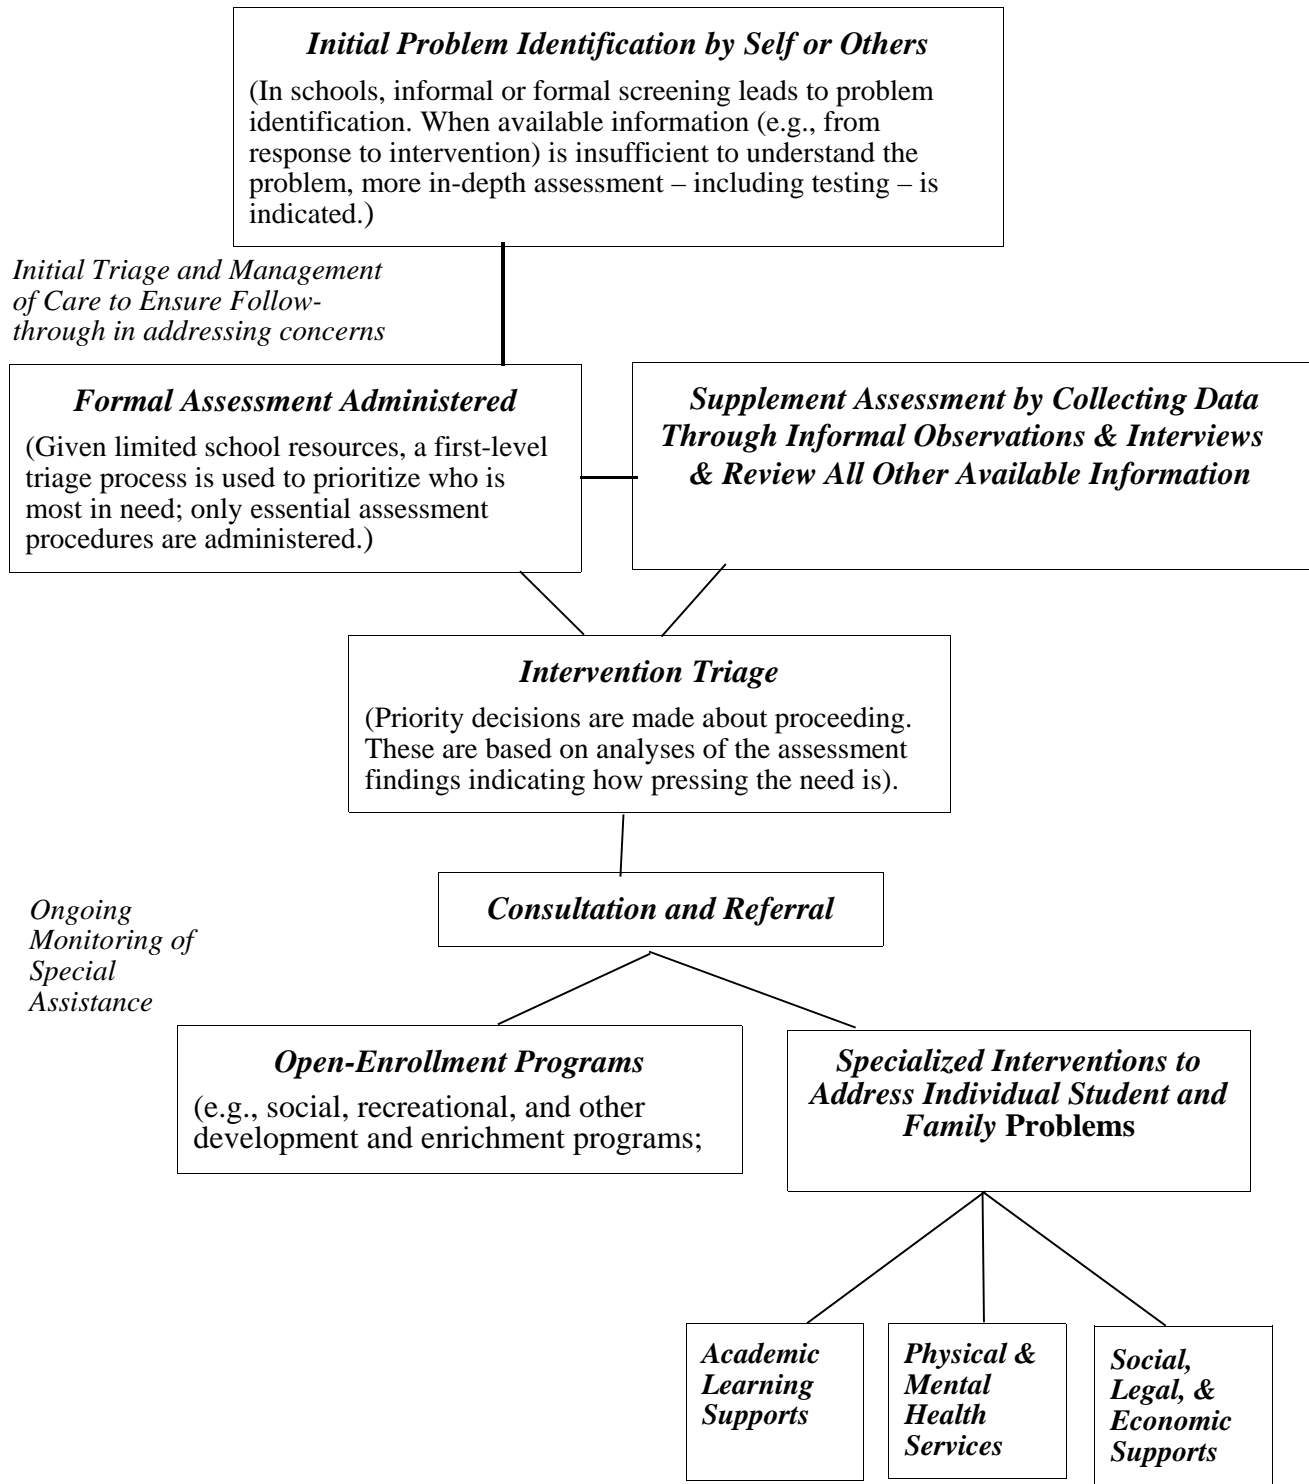 Initial Problem Identification by Self or Others
(In schools, informal or formal screening leads to problem
identification. When available information (e.g., from
response to intervention) is insufficient to understand the
problem, more in-depth assessment – including testing – is
indicated.)
Initial Triage and Management
of Care to Ensure Follow-
through in addressing concerns
Formal Assessment Administered
(Given limited school resources, a first-level
triage process is used to prioritize who is
most in need; only essential assessment
procedures are administered.)
Supplement Assessment by Collecting Data
Through Informal Observations & Interviews
& Review All Other Available Information
Intervention Triage
(Priority decisions are made about proceeding.
These are based on analyses of the assessment
findings indicating how pressing the need is).
Consultation and Referral
Ongoing
Monitoring of
Special
Assistance
Open-Enrollment Programs
(e.g., social, recreational, and other
development and enrichment programs;
Specialized Interventions to
Address Individual Student and
Family Problems
Academic
Learning
Supports
Physical &
Mental
Health
Services
Social,
Legal, &
Economic
Supports